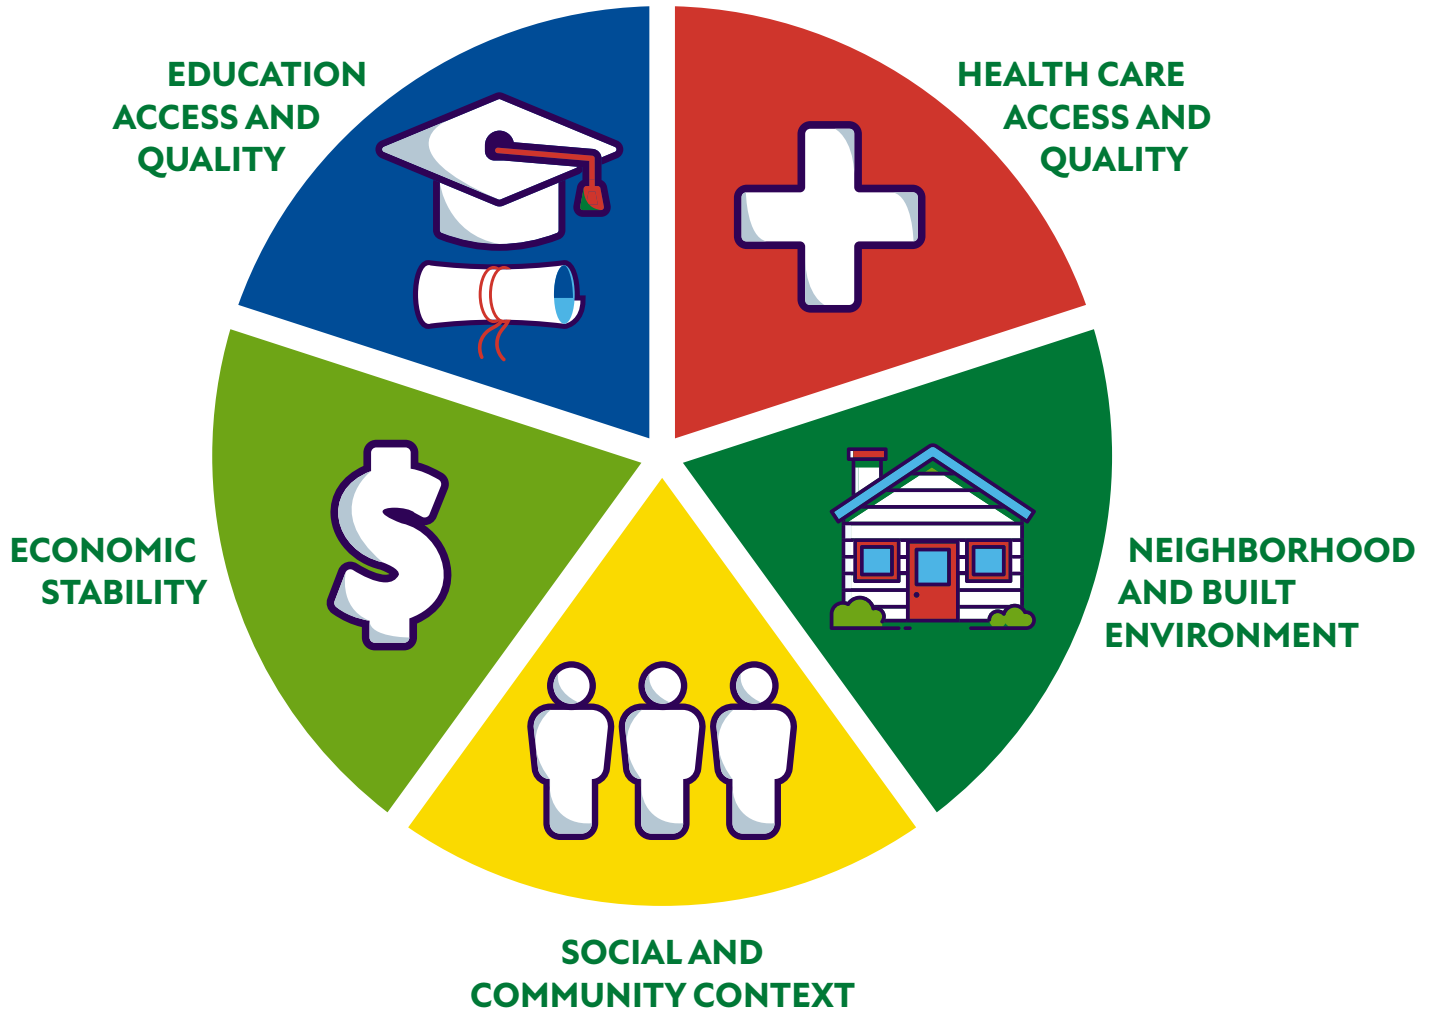 EDUCATION
ACCESS AND
QUALITY
HEALTH CARE
ACCESS AND
QUALITY
ECONOMIC
STABILITY
NEIGHBORHOOD
AND BUILT
ENVIRONMENT
SOCIAL AND
COMMUNITY CONTEXT